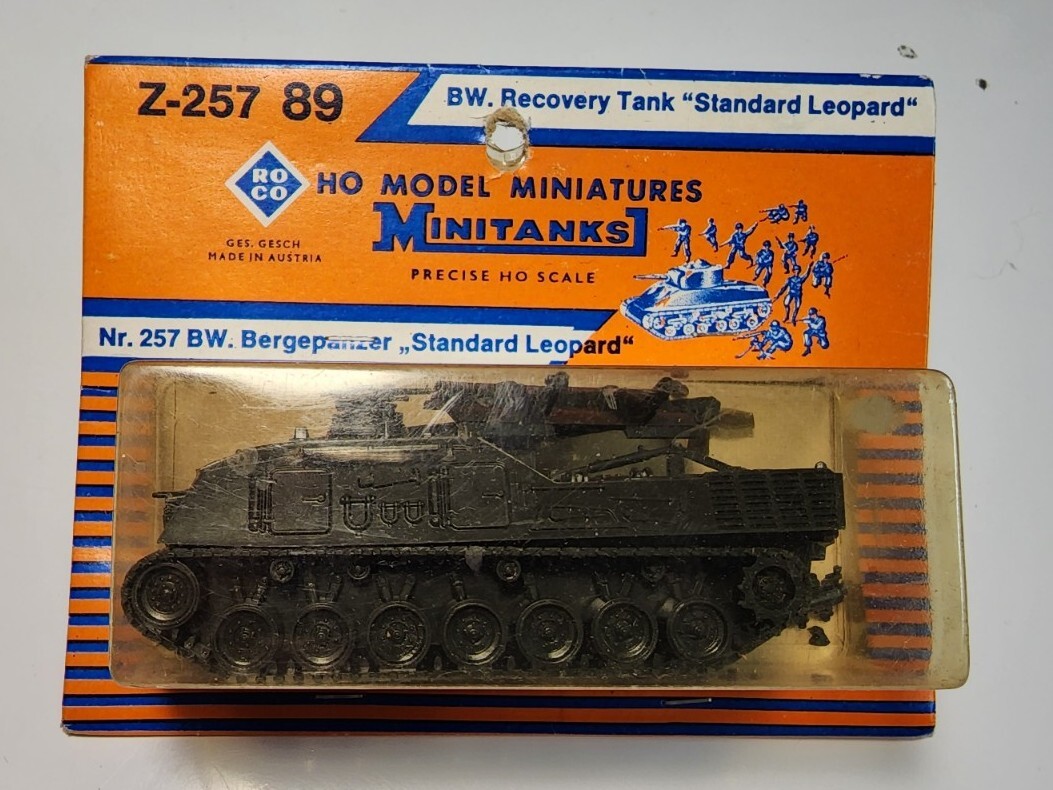 Z-257 89
BW. Recovery Tank "Standard Leopard"
RO
CO
HO MODEL MINIATURES
MINITANKS
GES. GESCH
MADE IN AUSTRIA
PRECISE HO SCALE
Nr. 257 BW. Bergepanzer „Standard Leopard“